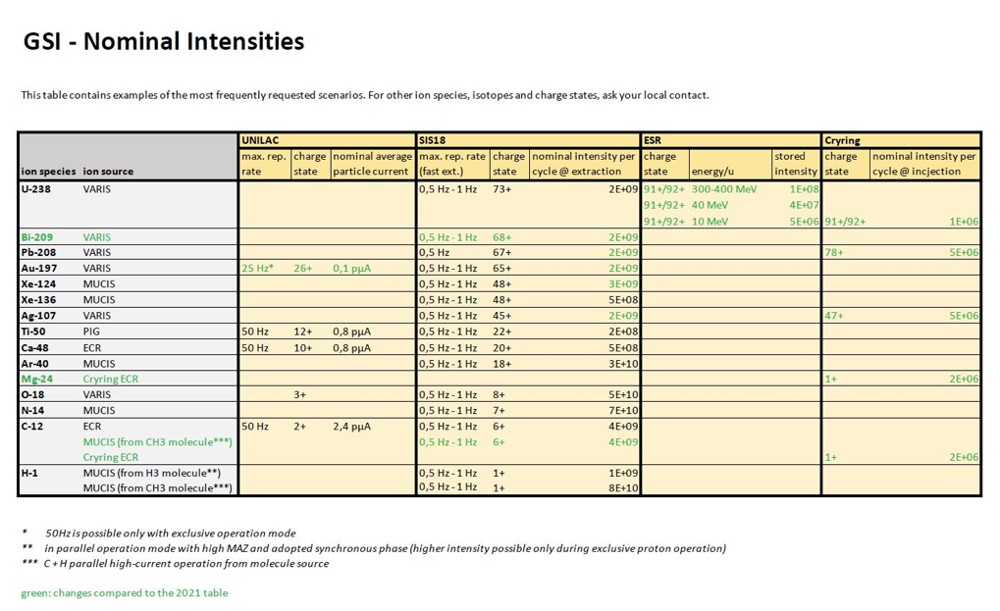 GSI - Nominal Intensities
This table contains examples of the most frequently requested scenarios. For other ion species, isotopes and charge states, ask your local contact.
UNILAC SIS18 ESR Cryring
max. rep. charge nominal average max. rep. rate charge nominal intensity per charge stored charge nominal intensity per
ion species ion source rate state particle current (fast ext.) state cycle @ extraction state energy/u intensity state cycle @ incjection
U-238 VARIS 0,5 Hz - 1 Hz 73+ 2E+09 91+/92+ 300-400 MeV 1E+08
91+/92+ 40 MeV 4E+07
91+/92+ 10 MeV 5E+06 91+/92+ 1E+06
Bi-209 VARIS 0,5 Hz - 1 Hz 68+ 2E+09
Pb-208 VARIS 0,5 Hz 67+ 2E+09 78+ 5E+06
Au-197 VARIS 25 Hz* 26+ 0,1 pµA 0,5 Hz - 1 Hz 65+ 2E+09
Xe-124 MUCIS 0,5 Hz - 1 Hz 48+ 3E+09
Xe-136 MUCIS 0,5 Hz - 1 Hz 48+ 5E+08
Ag-107 VARIS 0,5 Hz - 1 Hz 45+ 2E+09 47+ 5E+06
Ti-50 PIG 50 Hz 12+ 0,8 pµA 0,5 Hz - 1 Hz 22+ 2E+08
Ca-48 ECR 50 Hz 10+ 0,8 pµA 0,5 Hz - 1 Hz 20+ 5E+08
Ar-40 MUCIS 0,5 Hz - 1 Hz 18+ 3E+10
Mg-24 Cryring ECR 1+ 2E+06
O-18 VARIS 3+ 0,5 Hz - 1 Hz 8+ 5E+10
N-14 MUCIS 0,5 Hz - 1 Hz 7+ 7E+10
C-12 ECR 50 Hz 2+ 2,4 pµA 0,5 Hz - 1 Hz 6+ 4E+09
MUCIS (from CH3 molecule***) 0,5 Hz - 1 Hz 6+ 4E+09
Cryring ECR 1+ 2E+06
H-1 MUCIS (from H3 molecule**) 0,5 Hz - 1 Hz 1+ 1E+09
MUCIS (from CH3 molecule***) 0,5 Hz - 1 Hz 1+ 8E+10
* 50Hz is possible only with exclusive operation mode
** in parallel operation mode with high MAZ and adopted synchronous phase (higher intensity possible only during exclusive proton operation)
*** C + H parallel high-current operation from molecule source
green: changes compared to the 2021 table